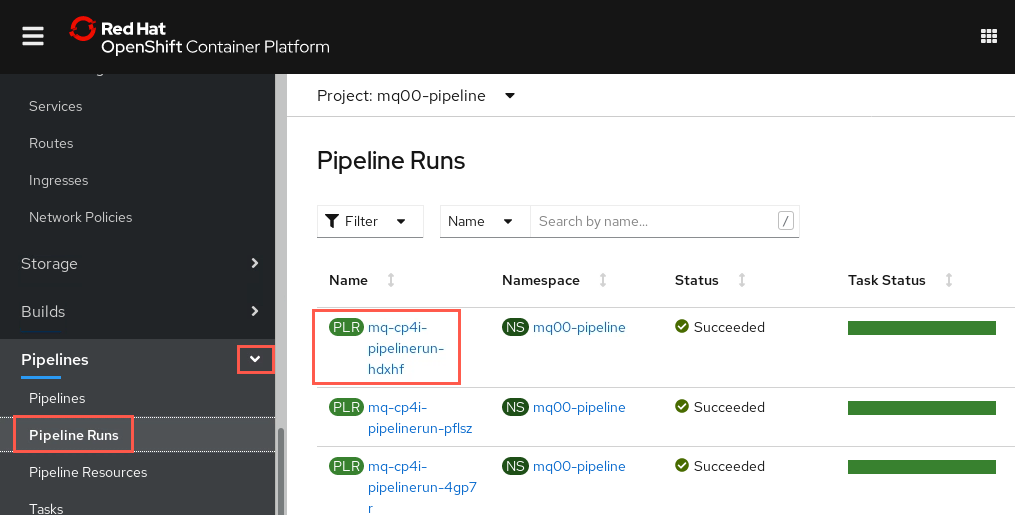 Red Hat
OpenShift Container Platform
Services
Routes
Ingresses
Network Policies
Storage
Builds
Pipelines
Pipelines
Pipeline Runs
Pipeline Resources
Tasks
Project: mq00-pipeline
Pipeline Runs
Filter
Name
Search by name...
/
Name
Namespace
Status
Task Status
PLR mq-cp4i-
pipelinerun-
hdxhf
NS mq00-pipeline
Succeeded
PLR mq-cp4i-
pipelinerun-pflsz
NS mq00-pipeline
Succeeded
PLR mq-cp4i-
pipelinerun-4gp7
r
NS mq00-pipeline
Succeeded